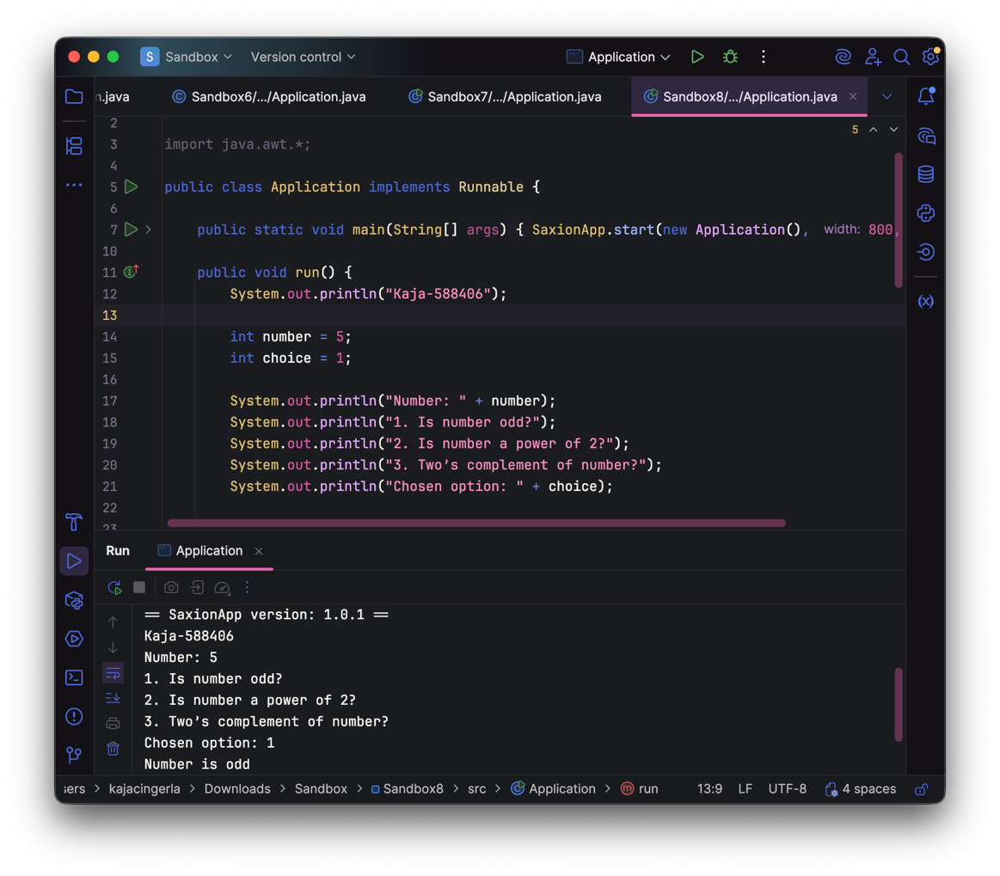 S Sandbox Version control Application
n.java Sandbox6/.../Application.java Sandbox7/.../Application.java Sandbox8/.../Application.java
5
2
3 import java.awt.*;
4
5 public class Application implements Runnable {
6
7 public static void main(String[] args) { SaxionApp.start(new Application(), width: 800,
10
11 public void run() {
12 System.out.println("Kaja-588406");
13
14 int number = 5;
15 int choice = 1;
16
17 System.out.println("Number: " + number);
18 System.out.println("1. Is number odd?");
19 System.out.println("2. Is number a power of 2?");
20 System.out.println("3. Two’s complement of number?");
21 System.out.println("Chosen option: " + choice);
22
23
Run Application
== SaxionApp version: 1.0.1 ==
Kaja-588406
Number: 5
1. Is number odd?
2. Is number a power of 2?
3. Two’s complement of number?
Chosen option: 1
Number is odd
sers > kajacingerla > Downloads > Sandbox > Sandbox8 > src > Application > m run 13:9 LF UTF-8 4 spaces